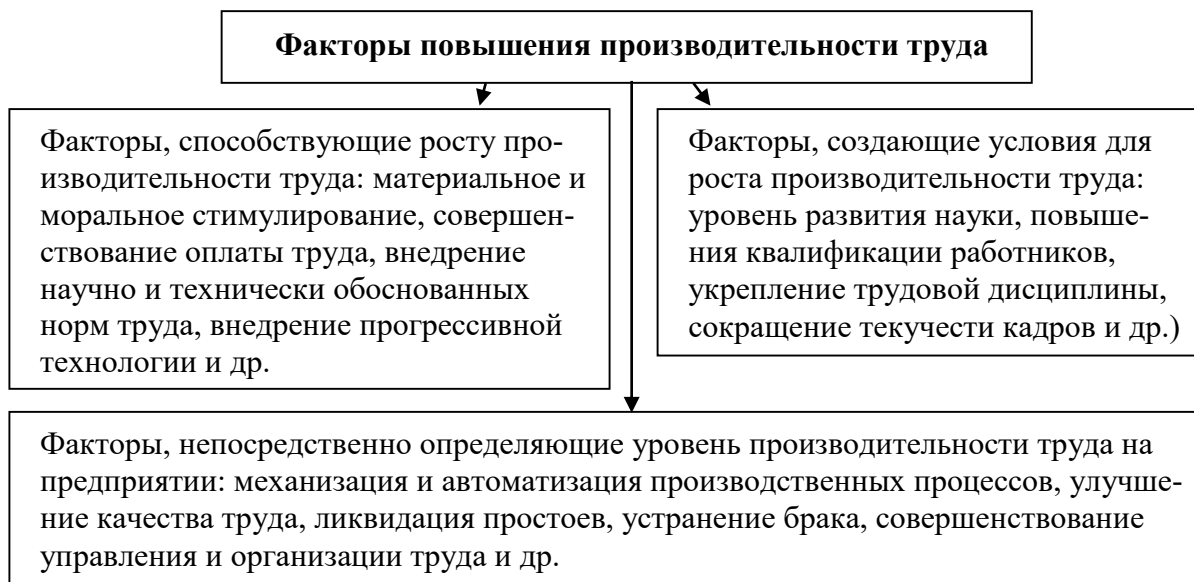 Факторы повышения производительности труда
Факторы, способствующие росту про-
изводительности труда: материальное и
моральное стимулирование, совершен-
ствование оплаты труда, внедрение
научно и технически обоснованных
норм труда, внедрение прогрессивной
технологии и др.
Факторы, создающие условия для
роста производительности труда:
уровень развития науки, повыше-
ния квалификации работников,
укрепление трудовой дисциплины,
сокращение текучести кадров и др.)
Факторы, непосредственно определяющие уровень производительности труда на
предприятии: механизация и автоматизация производственных процессов, улучше-
ние качества труда, ликвидация простоев, устранение брака, совершенствование
управления и организации труда и др.